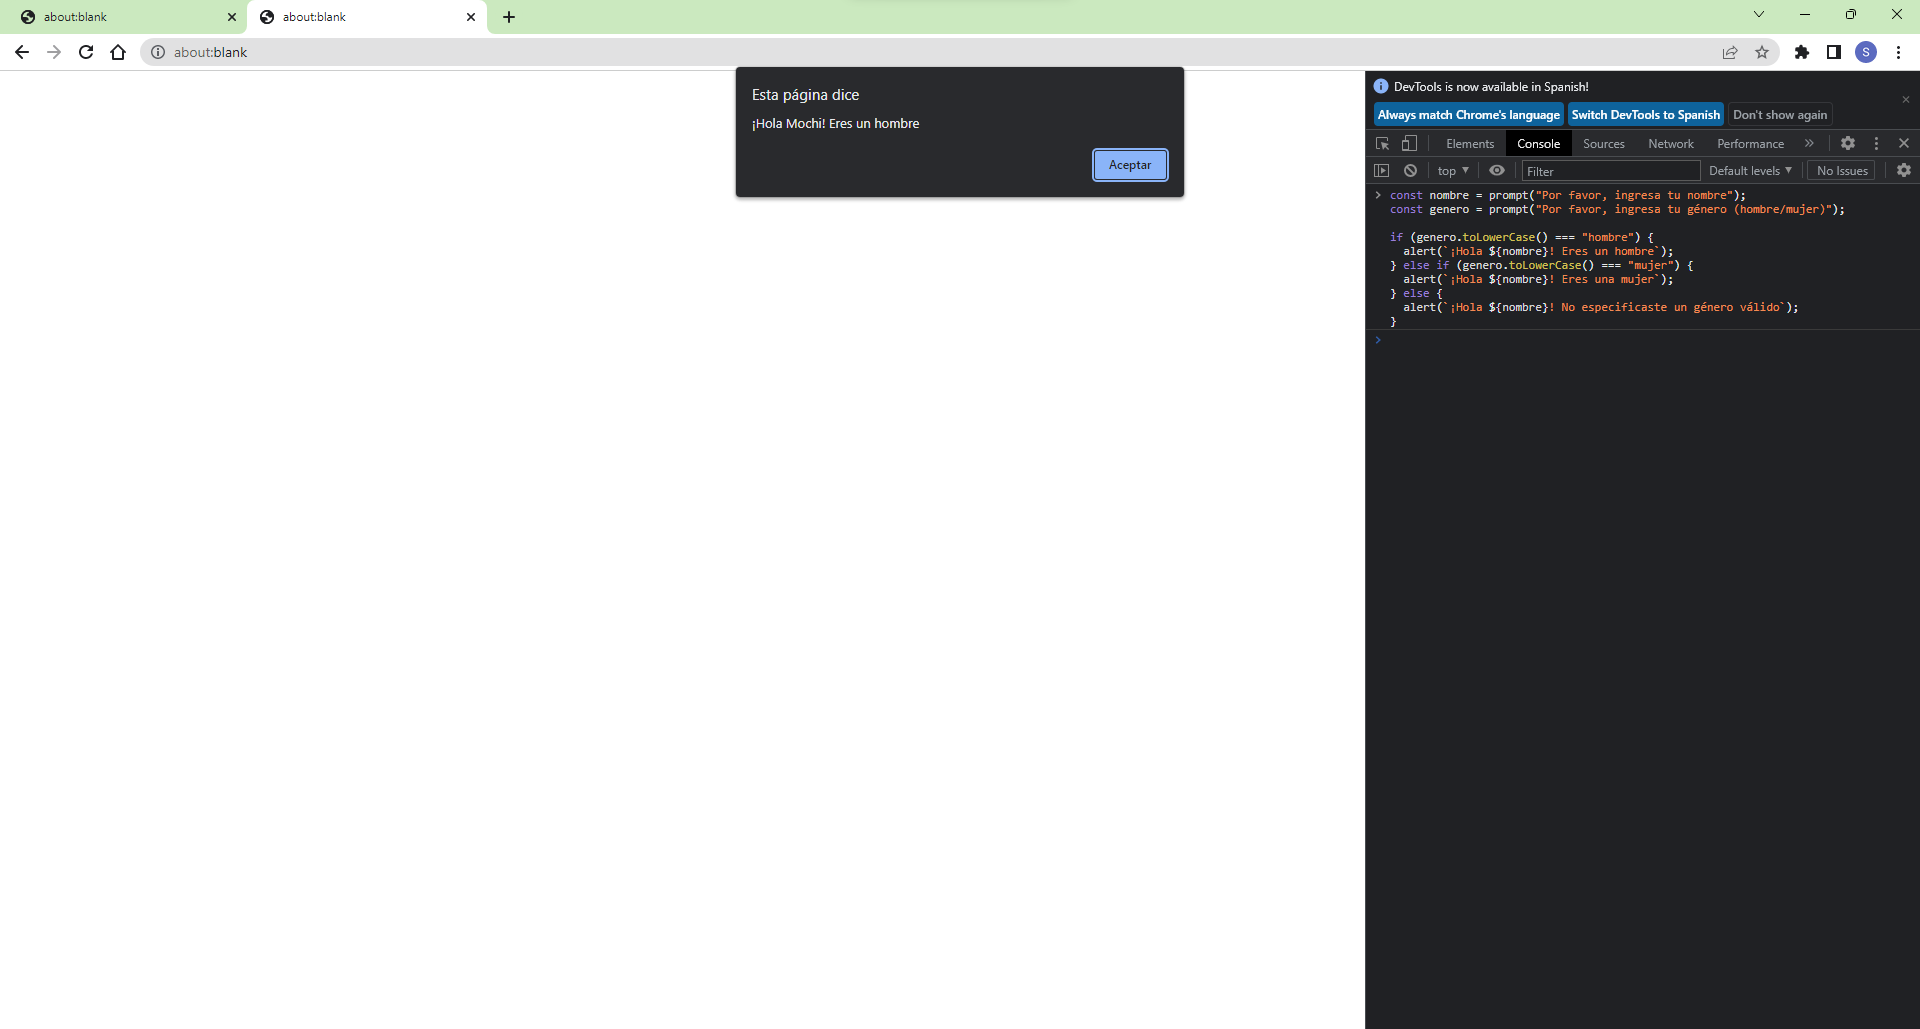 about:blank
about:blank
about:blank
S
Esta página dice
¡Hola Mochi! Eres un hombre
Aceptar
DevTools is now available in Spanish!
Always match Chrome's language Switch DevTools to Spanish Don't show again
Elements Console Sources Network Performance
top Filter Default levels No Issues
const nombre = prompt("Por favor, ingresa tu nombre");
const genero = prompt("Por favor, ingresa tu género (hombre/mujer)");
if (genero.toLowerCase() === "hombre") {
  alert(`¡Hola ${nombre}! Eres un hombre`);
} else if (genero.toLowerCase() === "mujer") {
  alert(`¡Hola ${nombre}! Eres una mujer`);
} else {
  alert(`¡Hola ${nombre}! No especificaste un género válido`);
}